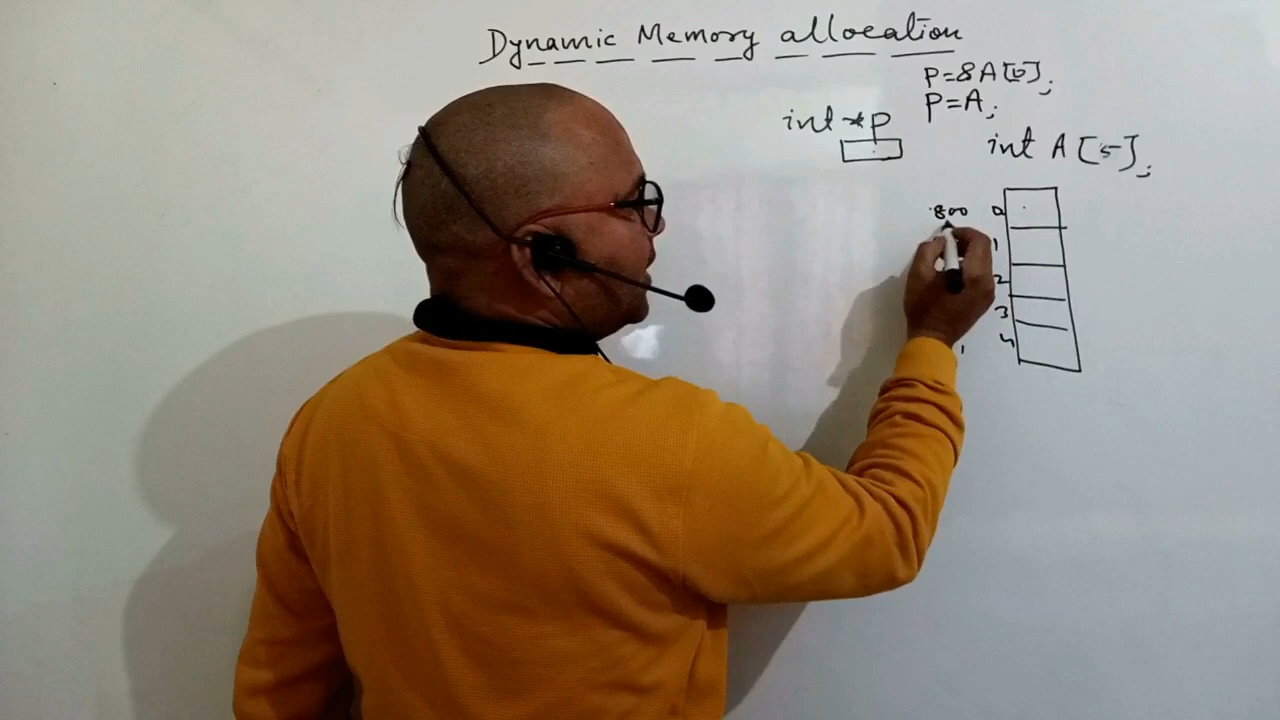 Dynamic Memory allocation
P=&A[0];
P=A;
int *P
int A[5];
800 0
1
2
3
4